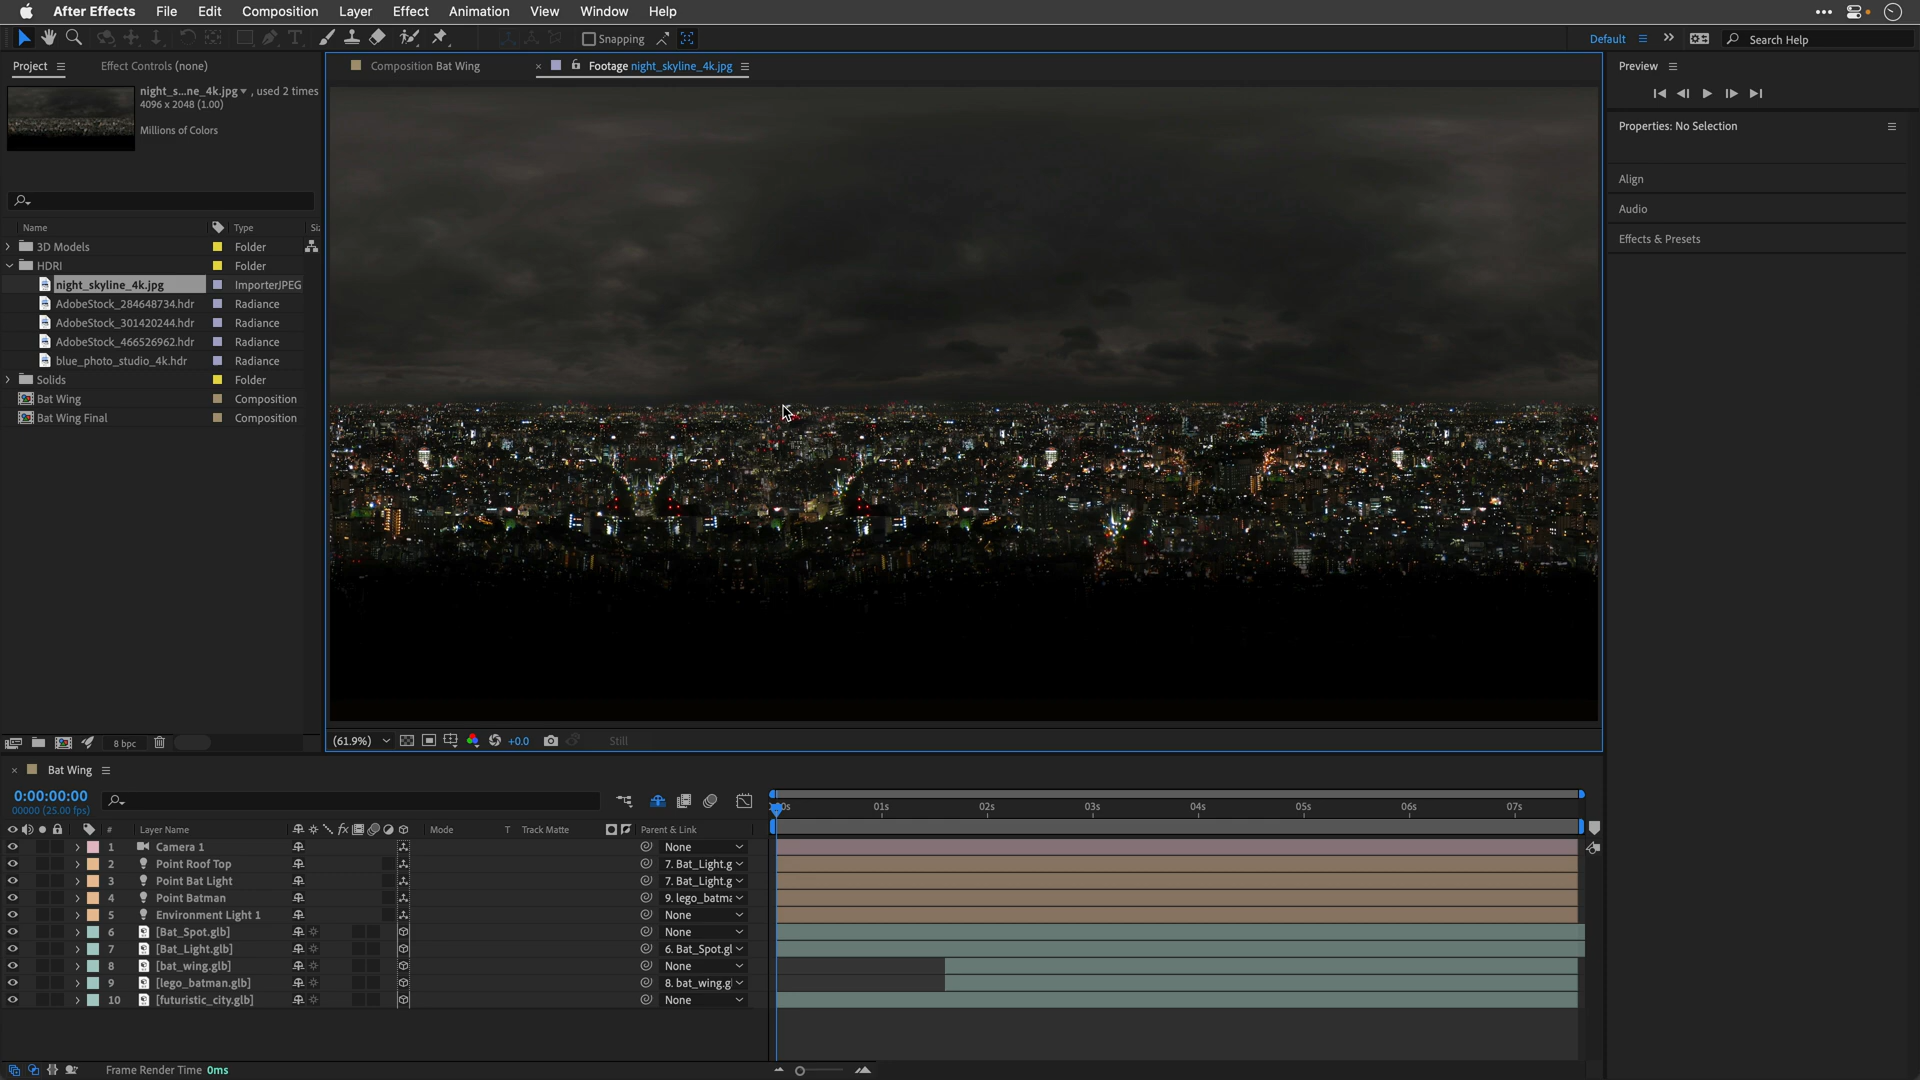 After Effects File Edit Composition Layer Effect Animation View Window Help
Snapping
Default
Search Help
Project
Effect Controls (none)
night_s...ne_4k.jpg , used 2 times
4096 x 2048 (1.00)
Millions of Colors
Name Type Si
3D Models Folder
HDRI Folder
night_skyline_4k.jpg ImporterJPEG
AdobeStock_284648734.hdr Radiance
AdobeStock_301420244.hdr Radiance
AdobeStock_466526962.hdr Radiance
blue_photo_studio_4k.hdr Radiance
Solids Folder
Bat Wing Composition
Bat Wing Final Composition
8 bpc
Composition Bat Wing
× Footage night_skyline_4k.jpg
(61.9%) +0.0 Still
Preview
Properties: No Selection
Align
Audio
Effects & Presets
× Bat Wing
0:00:00:00
00000 (25.00 fps)
0s 01s 02s 03s 04s 05s 06s 07s
# Layer Name fx Mode T Track Matte Parent & Link
1 Camera 1 None
2 Point Roof Top 7. Bat_Light.g
3 Point Bat Light 7. Bat_Light.g
4 Point Batman 9. lego_batma
5 Environment Light 1 None
6 [Bat_Spot.glb] None
7 [Bat_Light.glb] 6. Bat_Spot.gl
8 [bat_wing.glb] None
9 [lego_batman.glb] 8. bat_wing.g
10 [futuristic_city.glb] None
Frame Render Time 0ms